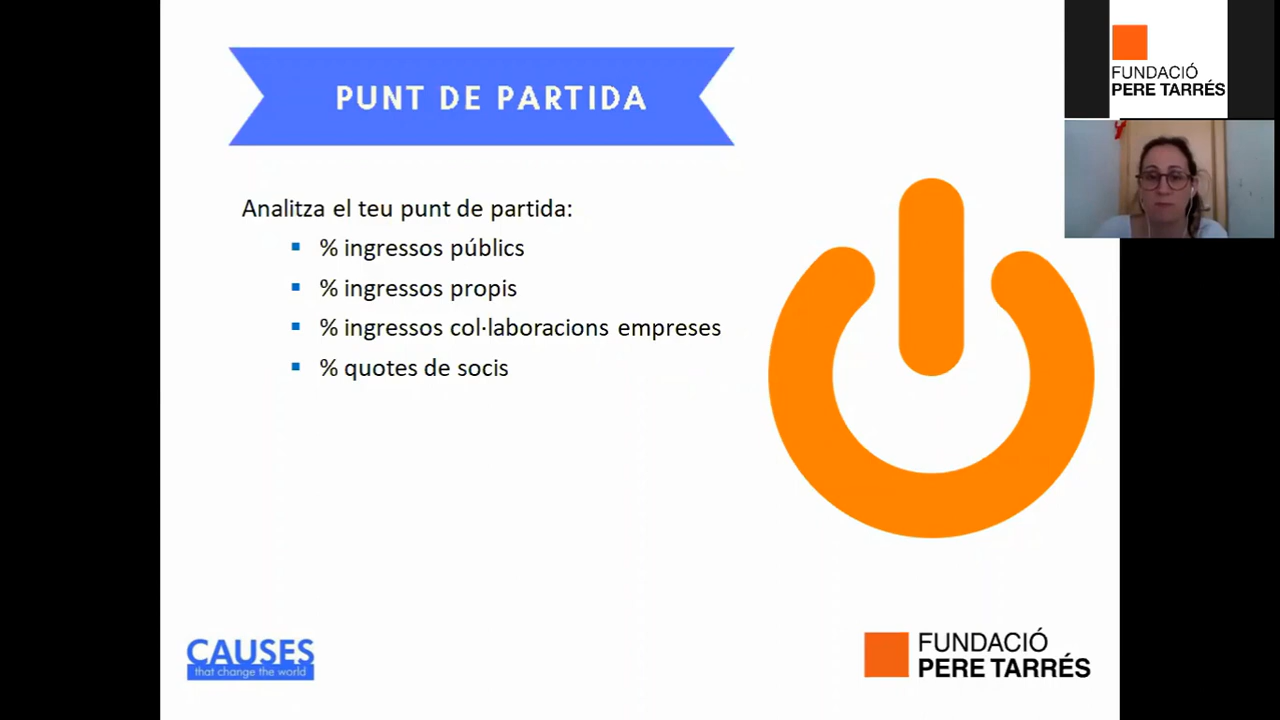 PUNT DE PARTIDA
Analitza el teu punt de partida:
% ingressos públics
% ingressos propis
% ingressos col·laboracions empreses
% quotes de socis
CAUSES
that change the world
FUNDACIÓ
PERE TARRÉS
FUNDACIÓ
PERE TARRÉS